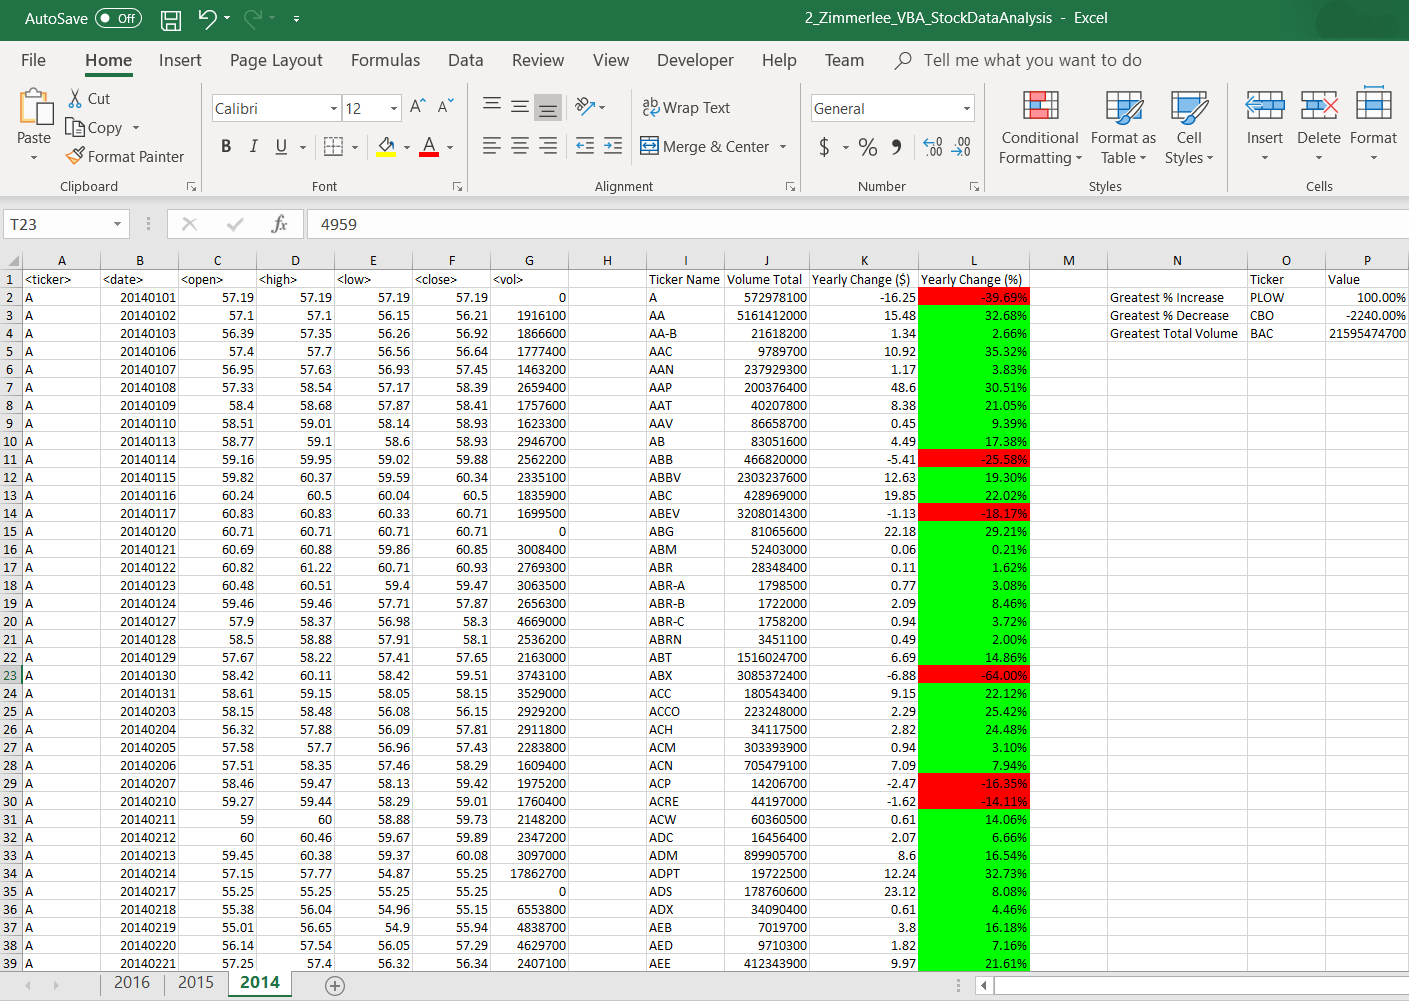 AutoSave Off 2_Zimmerlee_VBA_StockDataAnalysis - Excel
File Home Insert Page Layout Formulas Data Review View Developer Help Team Tell me what you want to do
Paste Cut Calibri 12 ab Wrap Text General Conditional Formatting Format as Table Cell Styles Insert Delete Format
Copy
Format Painter B I U A Merge & Center $ % , .00 .00
Clipboard Font Alignment Number Styles Cells
T23 fx 4959
A B C D E F G H I J K L M N O P
1 <ticker> <date> <open> <high> <low> <close> <vol> Ticker Name Volume Total Yearly Change ($) Yearly Change (%) Ticker Value
2 A 20140101 57.19 57.19 57.19 57.19 0 A 572978100 -16.25 -39.69% Greatest % Increase PLOW 100.00%
3 A 20140102 57.1 57.1 56.15 56.21 1916100 AA 5161412000 15.48 32.68% Greatest % Decrease CBO -2240.00%
4 A 20140103 56.39 57.35 56.26 56.92 1866600 AA-B 21618200 1.34 2.66% Greatest Total Volume BAC 21595474700
5 A 20140106 57.4 57.7 56.56 56.64 1777400 AAC 9789700 10.92 35.32%
6 A 20140107 56.95 57.63 56.93 57.45 1463200 AAN 237929300 1.17 3.83%
7 A 20140108 57.33 58.54 57.17 58.39 2659400 AAP 200376400 48.6 30.51%
8 A 20140109 58.4 58.68 57.87 58.41 1757600 AAT 40207800 8.38 21.05%
9 A 20140110 58.51 59.01 58.14 58.93 1623300 AAV 86658700 0.45 9.39%
10 A 20140113 58.77 59.1 58.6 58.93 2946700 AB 83051600 4.49 17.38%
11 A 20140114 59.16 59.95 59.02 59.88 2562200 ABB 466820000 -5.41 -25.58%
12 A 20140115 59.82 60.37 59.59 60.34 2335100 ABBV 2303237600 12.63 19.30%
13 A 20140116 60.24 60.5 60.04 60.5 1835900 ABC 428969000 19.85 22.02%
14 A 20140117 60.83 60.83 60.33 60.71 1699500 ABEV 3208014300 -1.13 -18.17%
15 A 20140120 60.71 60.71 60.71 60.71 0 ABG 81065600 22.18 29.21%
16 A 20140121 60.69 60.88 59.86 60.85 3008400 ABM 52403000 0.06 0.21%
17 A 20140122 60.82 61.22 60.71 60.93 2769300 ABR 28348400 0.11 1.62%
18 A 20140123 60.48 60.51 59.4 59.47 3063500 ABR-A 1798500 0.77 3.08%
19 A 20140124 59.46 59.46 57.71 57.87 2656300 ABR-B 1722000 2.09 8.46%
20 A 20140127 57.9 58.37 56.98 58.3 4669000 ABR-C 1758200 0.94 3.72%
21 A 20140128 58.5 58.88 57.91 58.1 2536200 ABRN 3451100 0.49 2.00%
22 A 20140129 57.67 58.22 57.41 57.65 2163000 ABT 1516024700 6.69 14.86%
23 A 20140130 58.42 60.11 58.42 59.51 3743100 ABX 3085372400 -6.88 -64.00%
24 A 20140131 58.61 59.15 58.05 58.15 3529000 ACC 180543400 9.15 22.12%
25 A 20140203 58.15 58.48 56.08 56.15 2929200 ACCO 223248000 2.29 25.42%
26 A 20140204 56.32 57.88 56.09 57.81 2911800 ACH 34117500 2.82 24.48%
27 A 20140205 57.58 57.7 56.96 57.43 2283800 ACM 303393900 0.94 3.10%
28 A 20140206 57.51 58.35 57.46 58.29 1609400 ACN 705479100 7.09 7.94%
29 A 20140207 58.46 59.47 58.13 59.42 1975200 ACP 14206700 -2.47 -16.35%
30 A 20140210 59.27 59.44 58.29 59.01 1760400 ACRE 44197000 -1.62 -14.11%
31 A 20140211 59 60 58.88 59.73 2148200 ACW 60360500 0.61 14.06%
32 A 20140212 60 60.46 59.67 59.89 2347200 ADC 16456400 2.07 6.66%
33 A 20140213 59.45 60.38 59.37 60.08 3097000 ADM 899905700 8.6 16.54%
34 A 20140214 57.15 57.77 54.87 55.25 17862700 ADPT 19722500 12.24 32.73%
35 A 20140217 55.25 55.25 55.25 55.25 0 ADS 178760600 23.12 8.08%
36 A 20140218 55.38 56.04 54.96 55.15 6553800 ADX 34090400 0.61 4.46%
37 A 20140219 55.01 56.65 54.9 55.94 4838700 AEB 7019700 3.8 16.18%
38 A 20140220 56.14 57.54 56.05 57.29 4629700 AED 9710300 1.82 7.16%
39 A 20140221 57.25 57.4 56.32 56.34 2407100 AEE 412343900 9.97 21.61%
2016 2015 2014